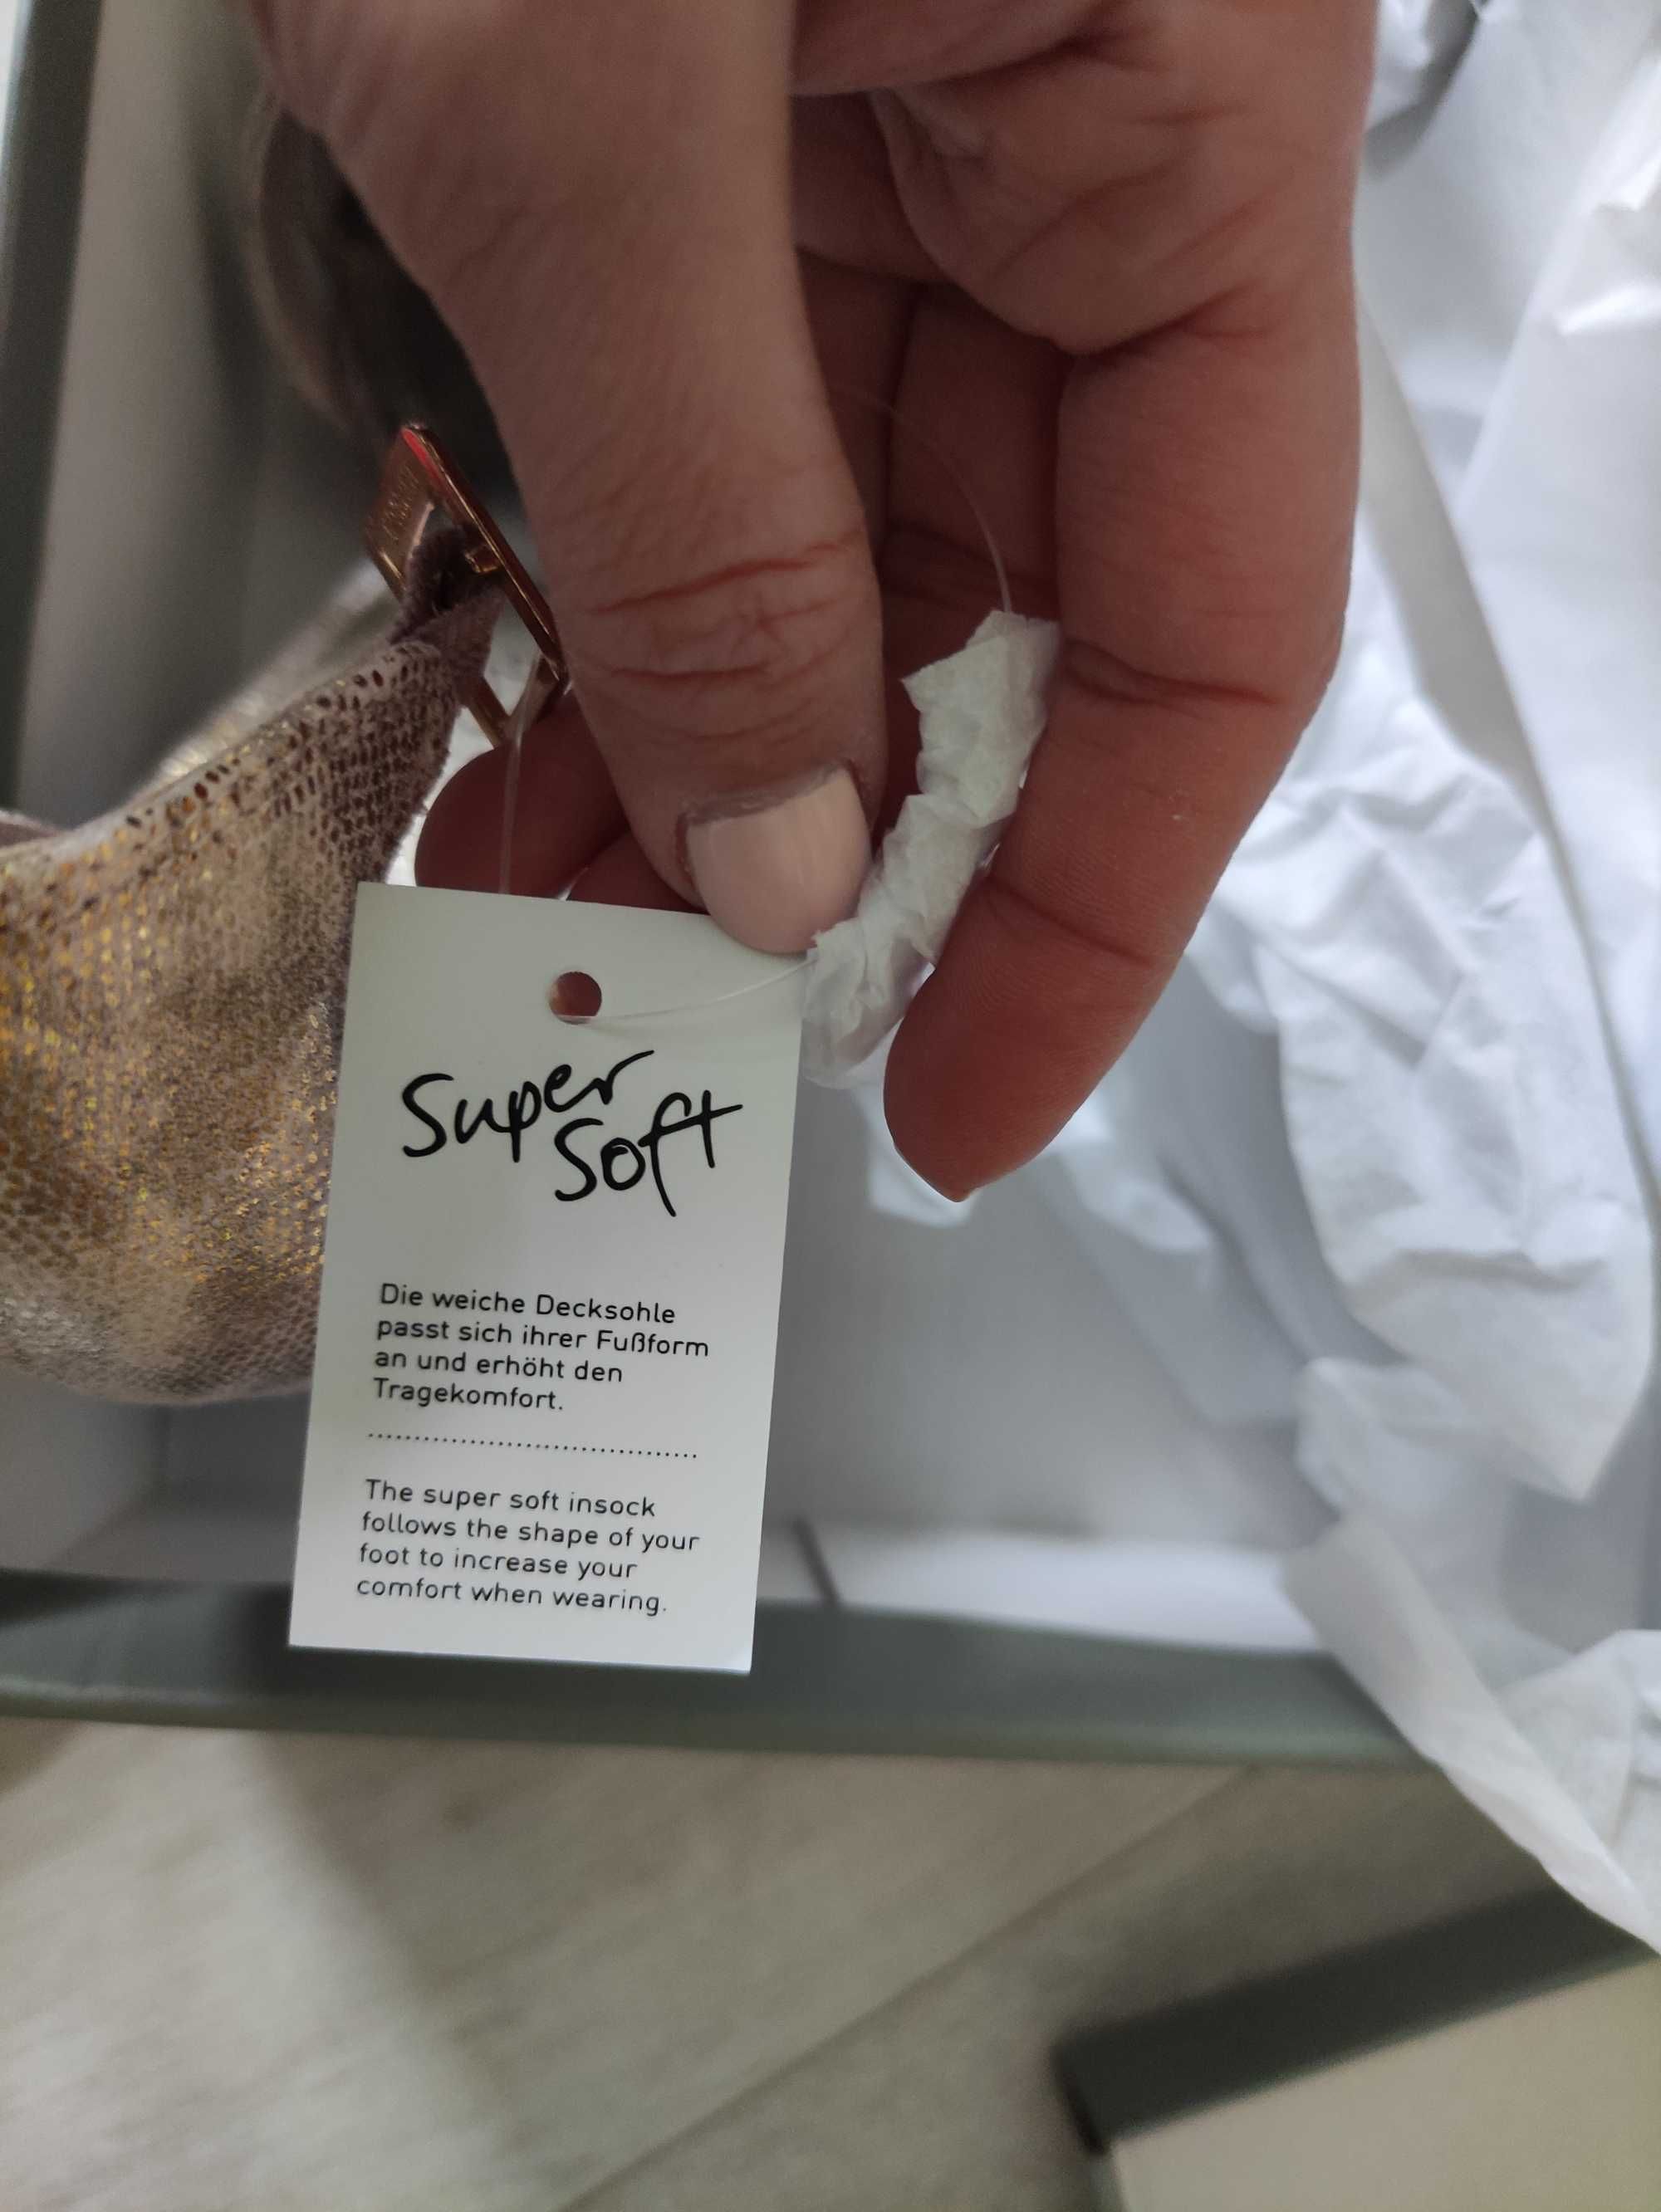 Super
Soft
Die weiche Decksohle
passt sich ihrer Fußform
an und erhöht den
Tragekomfort.
The super soft insock
follows the shape of your
foot to increase your
comfort when wearing.